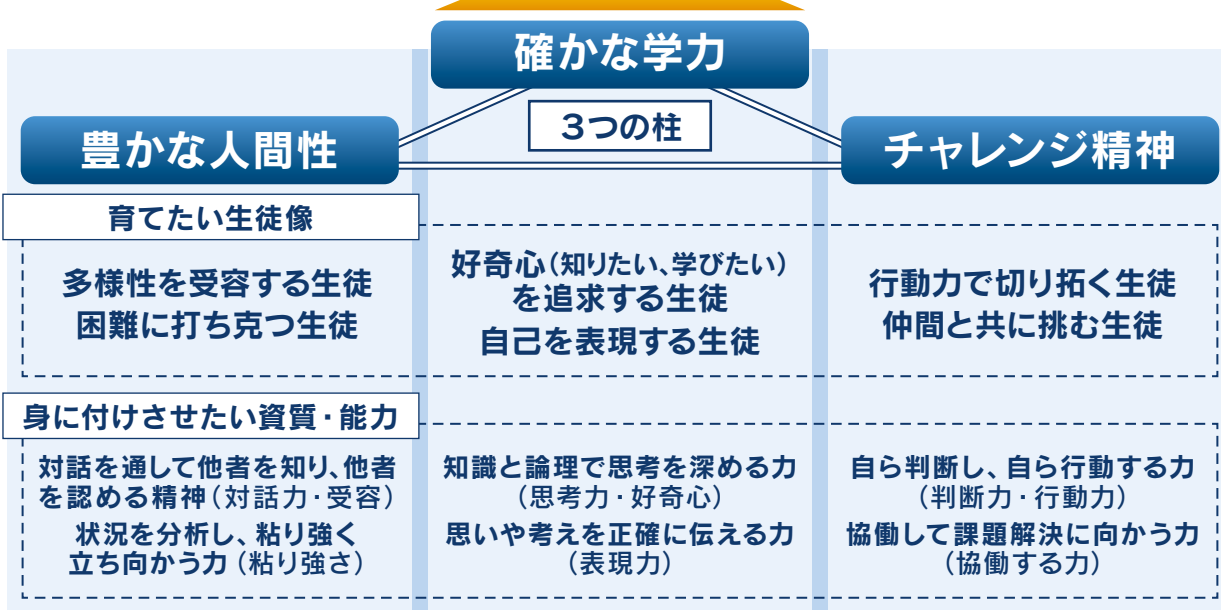 確かな学力
3つの柱
豊かな人間性
チャレンジ精神
育てたい生徒像
多様性を受容する生徒
困難に打ち克つ生徒
好奇心(知りたい、学びたい)
を追求する生徒
自己を表現する生徒
行動力で切り拓く生徒
仲間と共に挑む生徒
身に付けさせたい資質・能力
対話を通して他者を知り、他者
を認める精神(対話力・受容)
状況を分析し、粘り強く
立ち向かう力(粘り強さ)
知識と論理で思考を深める力
(思考力・好奇心)
思いや考えを正確に伝える力
(表現力)
自ら判断し、自ら行動する力
(判断力・行動力)
協働して課題解決に向かう力
(協働する力)